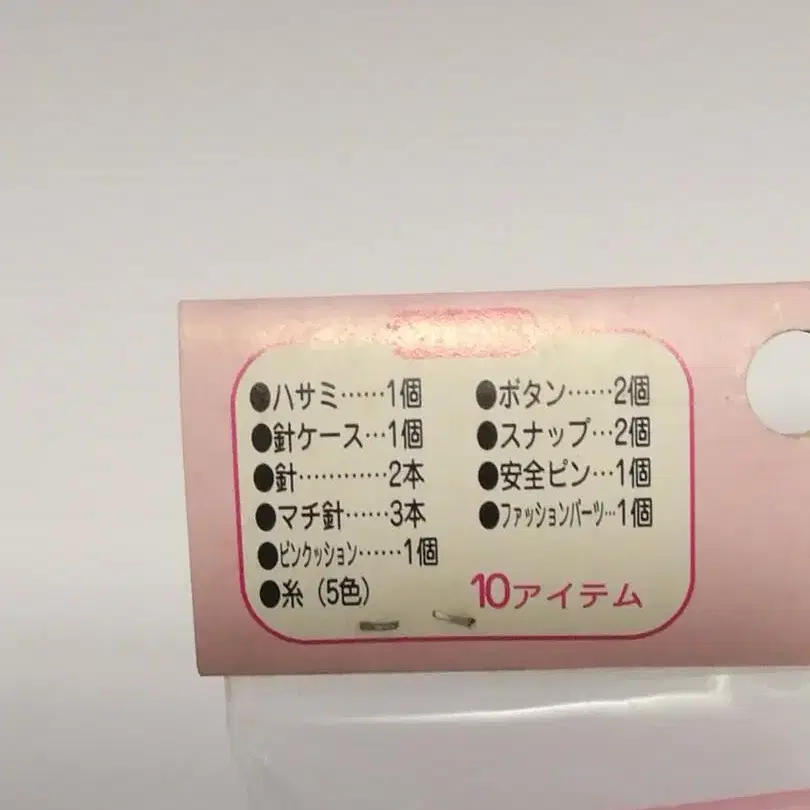 ●ハサミ……1個
●針ケース…1個
●針…………2本
●マチ針……3本
●ピンクッション……1個
●糸（5色）
●ボタン……2個
●スナップ…2個
●安全ピン…1個
●ファッションパーツ…1個
10アイテム